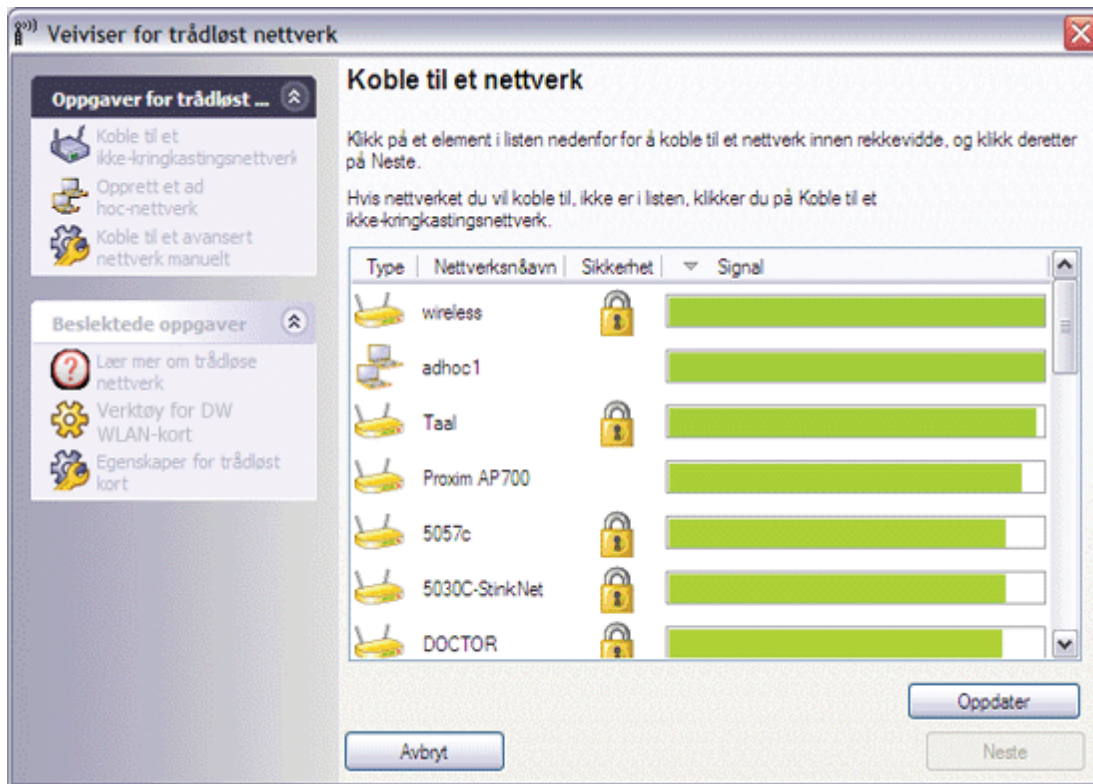 Veiviser for trådløst nettverk
Oppgaver for trådløst ...
Koble til et
ikke-kringkastingsnettverk
Opprett et ad
hoc-nettverk
Koble til et avansert
nettverk manuelt
Beslektede oppgaver
Lær mer om trådløse
nettverk
Verktøy for DW
WLAN-kort
Egenskaper for trådløst
kort
Koble til et nettverk
Klikk på et element i listen nedenfor for å koble til et nettverk innen rekkevidde, og klikk deretter
på Neste.
Hvis nettverket du vil koble til, ikke er i listen, klikker du på Koble til et
ikke-kringkastingsnettverk.
Type Nettverksn&avn Sikkerhet Signal
wireless
adhoc1
Taal
Proxim AP700
5057c
5030C-StinkNet
DOCTOR
Oppdater
Avbryt Neste